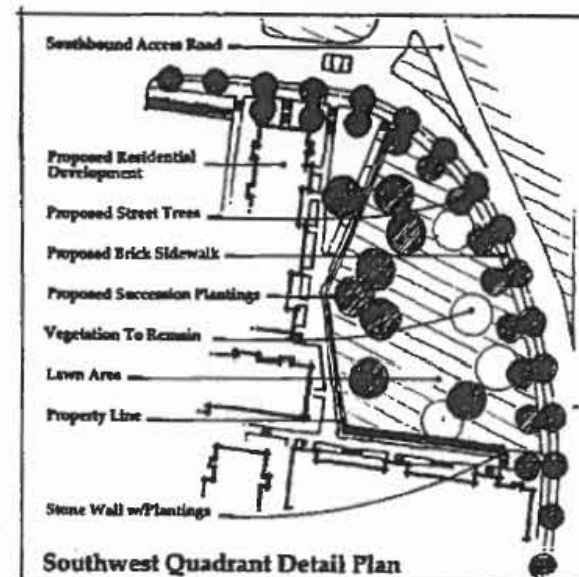 Southbound Access Road
Proposed Residential
Development
Proposed Street Trees
Proposed Brick Sidewalk
Proposed Succession Plantings
Vegetation To Remain
Lawn Area
Property Line
Stone Wall w/Plantings
Southwest Quadrant Detail Plan